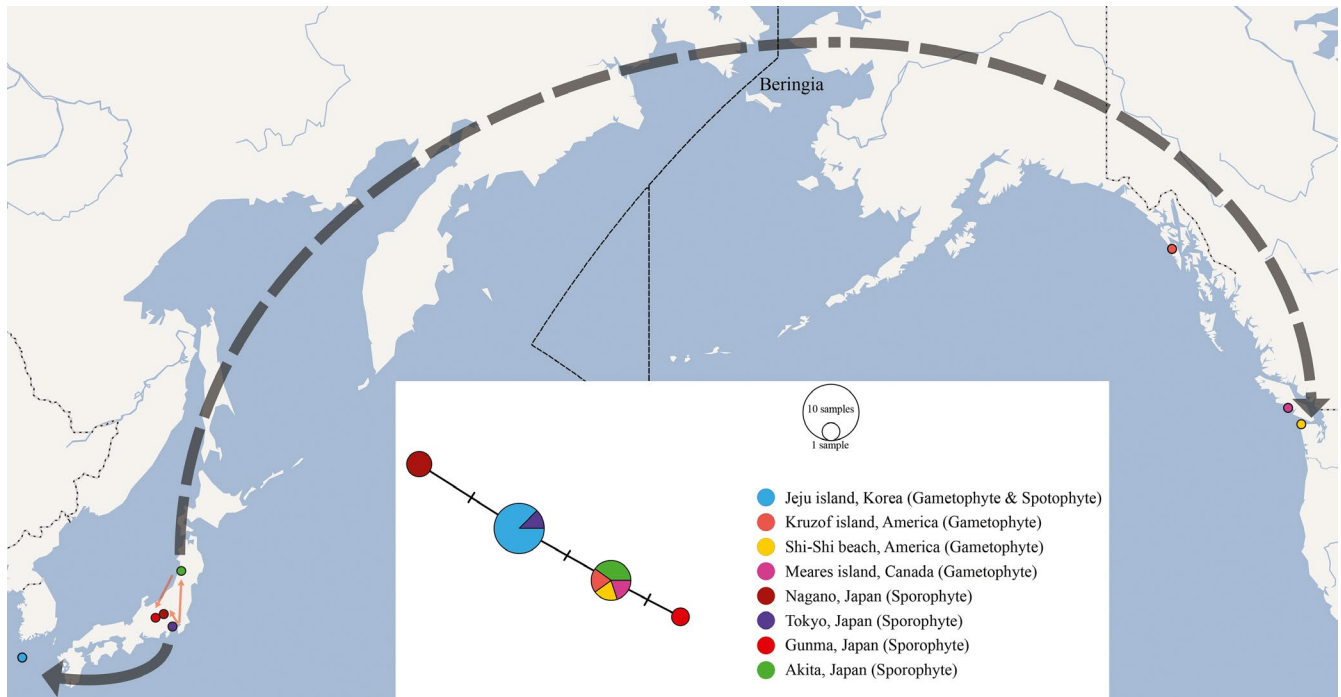 Beringia
10 samples
1 sample
Jeju island, Korea (Gametophyte & Spotophyte)
Kruzof island, America (Gametophyte)
Shi-Shi beach, America (Gametophyte)
Meares island, Canada (Gametophyte)
Nagano, Japan (Sporophyte)
Tokyo, Japan (Sporophyte)
Gunma, Japan (Sporophyte)
Akita, Japan (Sporophyte)